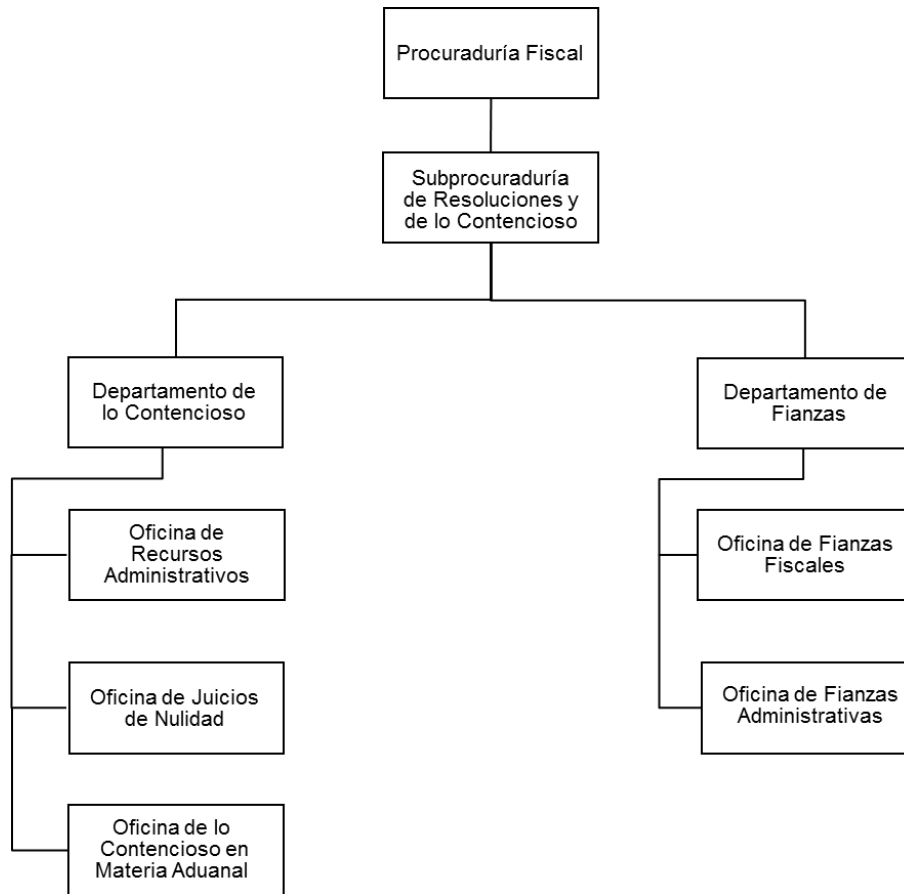 Procuraduría Fiscal
Subprocuraduría
de Resoluciones y
de lo Contencioso
Departamento de
lo Contencioso
Departamento de
Fianzas
Oficina de
Recursos
Administrativos
Oficina de Fianzas
Fiscales
Oficina de Juicios
de Nulidad
Oficina de Fianzas
Administrativas
Oficina de lo
Contencioso en
Materia Aduanal